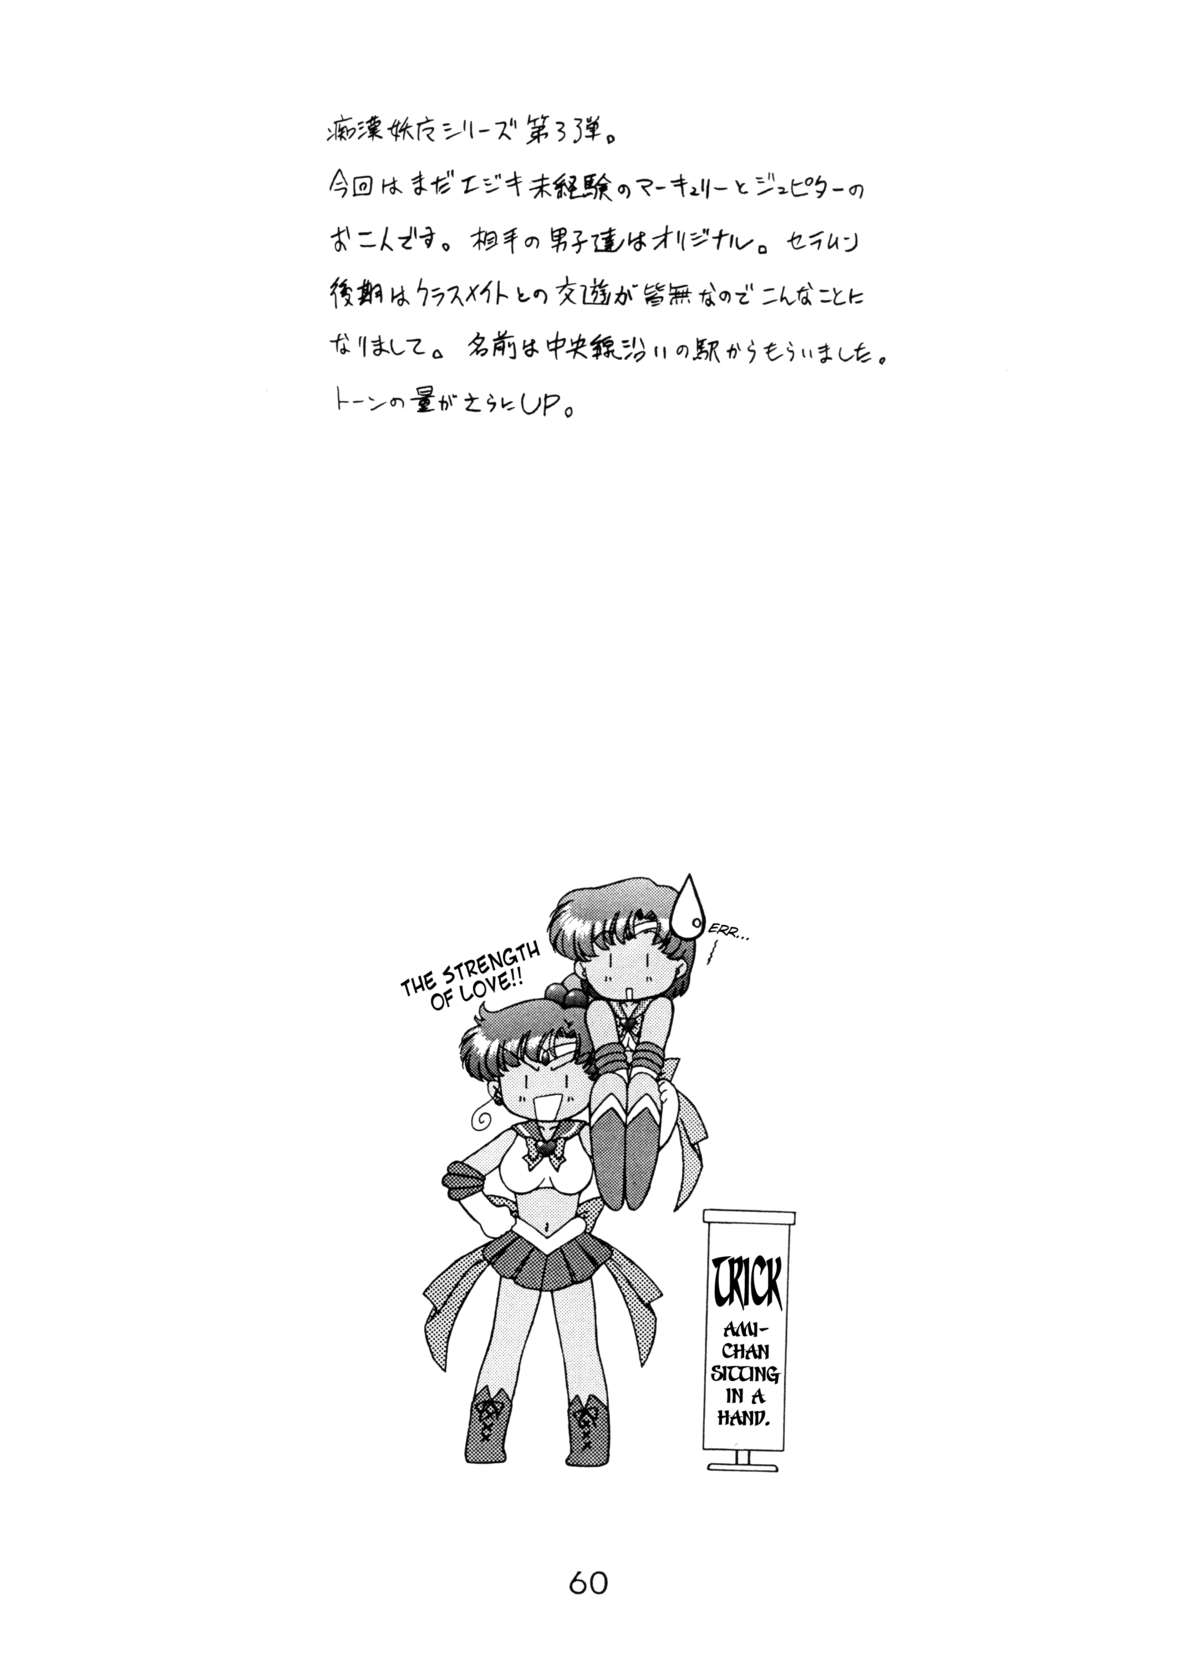 痴漢妖広シリーズ第33弾。
今回はまだエジキ未経験のマーキュリーとジュピターの
お二人です。相手の男子達はオリジナル。セラムン
後期はクラスメイトとの交遊が皆無なのでこんなことに
なりまして。名前は中央線沿いの駅からもらいました。
トーンの量がさらにUP。
ERR...
THE STRENGTH
OF LOVE!!
TRICK
AMI-
CHAN
SITTING
IN A
HAND.
60